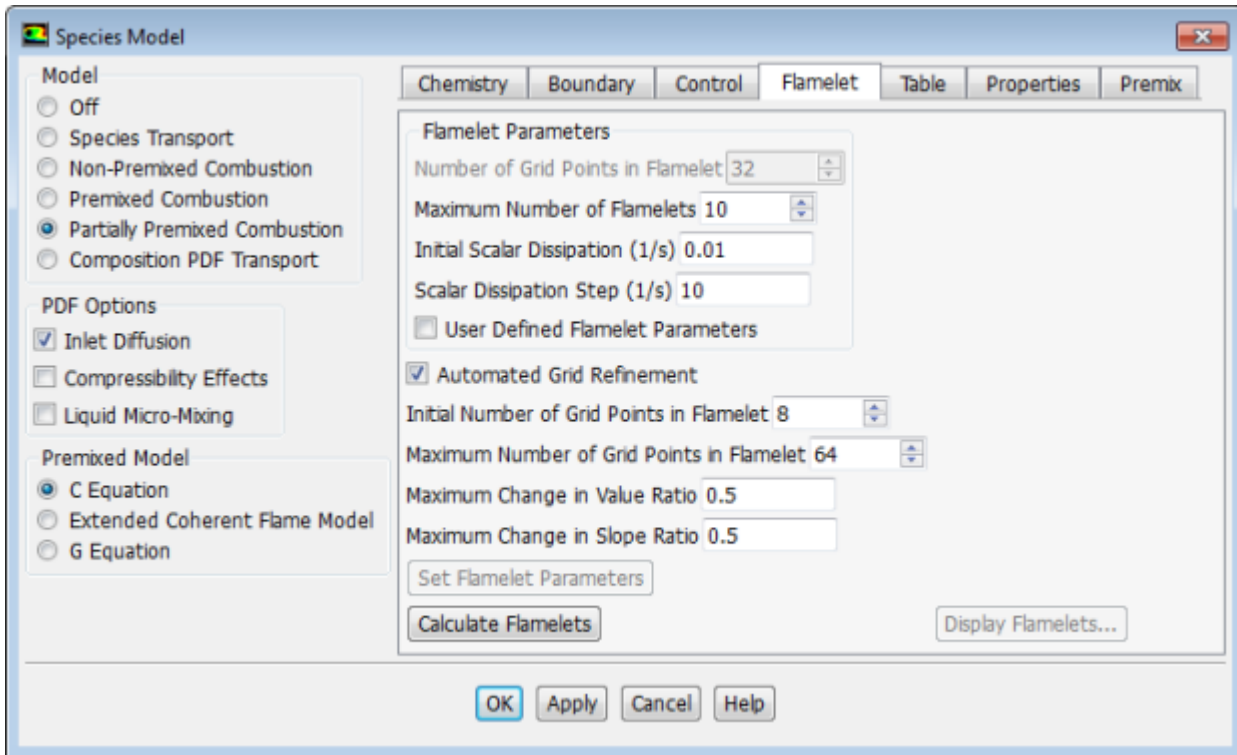 Species Model
Model
Off
Species Transport
Non-Premixed Combustion
Premixed Combustion
Partially Premixed Combustion
Composition PDF Transport
PDF Options
Inlet Diffusion
Compressibility Effects
Liquid Micro-Mixing
Premixed Model
C Equation
Extended Coherent Flame Model
G Equation
Chemistry Boundary Control Flamelet Table Properties Premix
Flamelet Parameters
Number of Grid Points in Flamelet 32
Maximum Number of Flamelets 10
Initial Scalar Dissipation (1/s) 0.01
Scalar Dissipation Step (1/s) 10
User Defined Flamelet Parameters
Automated Grid Refinement
Initial Number of Grid Points in Flamelet 8
Maximum Number of Grid Points in Flamelet 64
Maximum Change in Value Ratio 0.5
Maximum Change in Slope Ratio 0.5
Set Flamelet Parameters
Calculate Flamelets Display Flamelets...
OK Apply Cancel Help